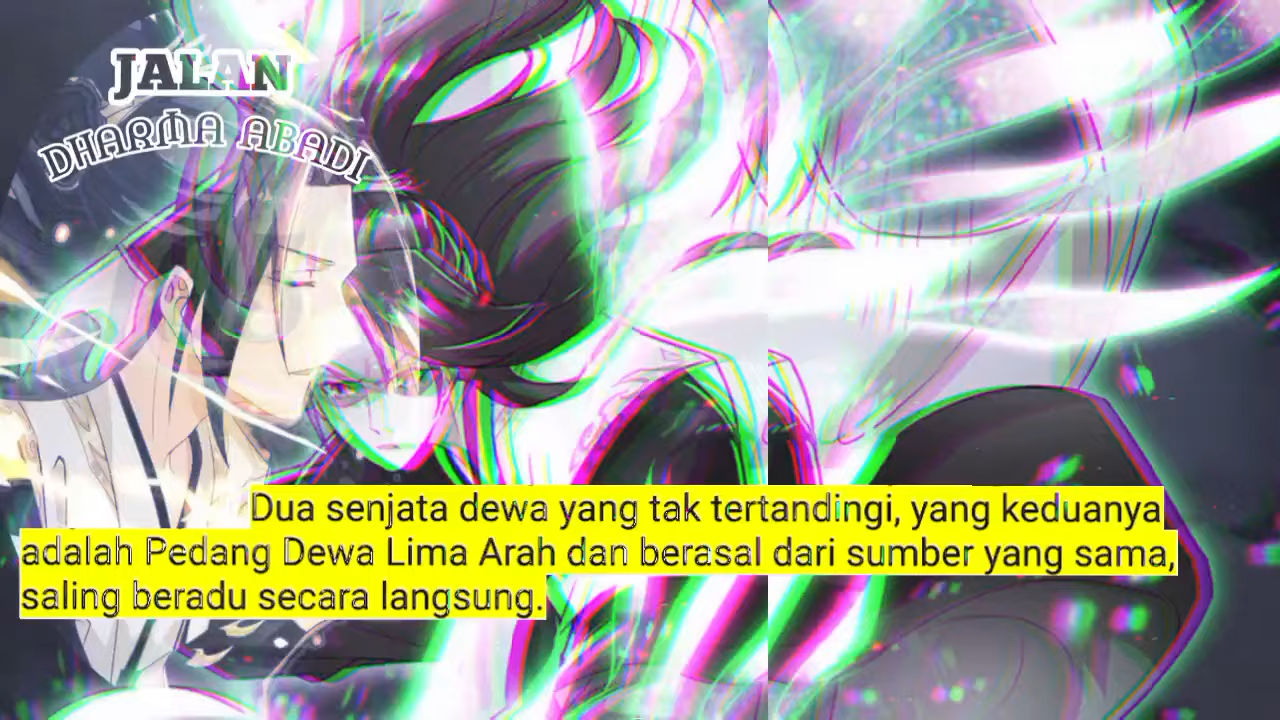 JALAN
DHARMA ABADI
Dua senjata dewa yang tak tertandingi, yang keduanya
adalah Pedang Dewa Lima Arah dan berasal dari sumber yang sama,
saling beradu secara langsung.